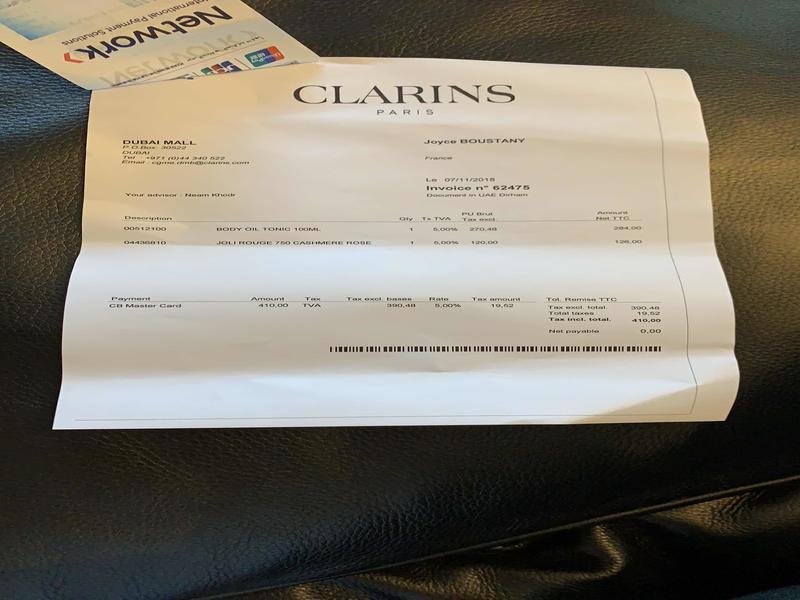 International Payment Solutions
Network
CLARINS
PARIS
DUBAI MALL
P.O.Box: 30522
DUBAI
Tel : +971 (0)44 340 522
Email : cgme.dmb@clarins.com
Joyce BOUSTANY
France
Le 07/11/2018
Invoice n° 62475
Document in UAE Dirham
Your advisor : Neam Khodr
Description Qty Tx TVA PU Brut Tax excl Amount Net TTC
00512100 BODY OIL TONIC 100ML 1 5,00% 270,48 284,00
04436810 JOLI ROUGE 750 CASHMERE ROSE 1 5,00% 120,00 126,00
Payment Amount Tax Tax excl. bases Rate Tax amount Tot. Remise TTC
CB Master Card 410,00 TVA 390,48 5,00% 19,52 Tax excl. total. 390,48
Total taxes 19,52
Tax incl. total. 410,00
Net payable 0,00